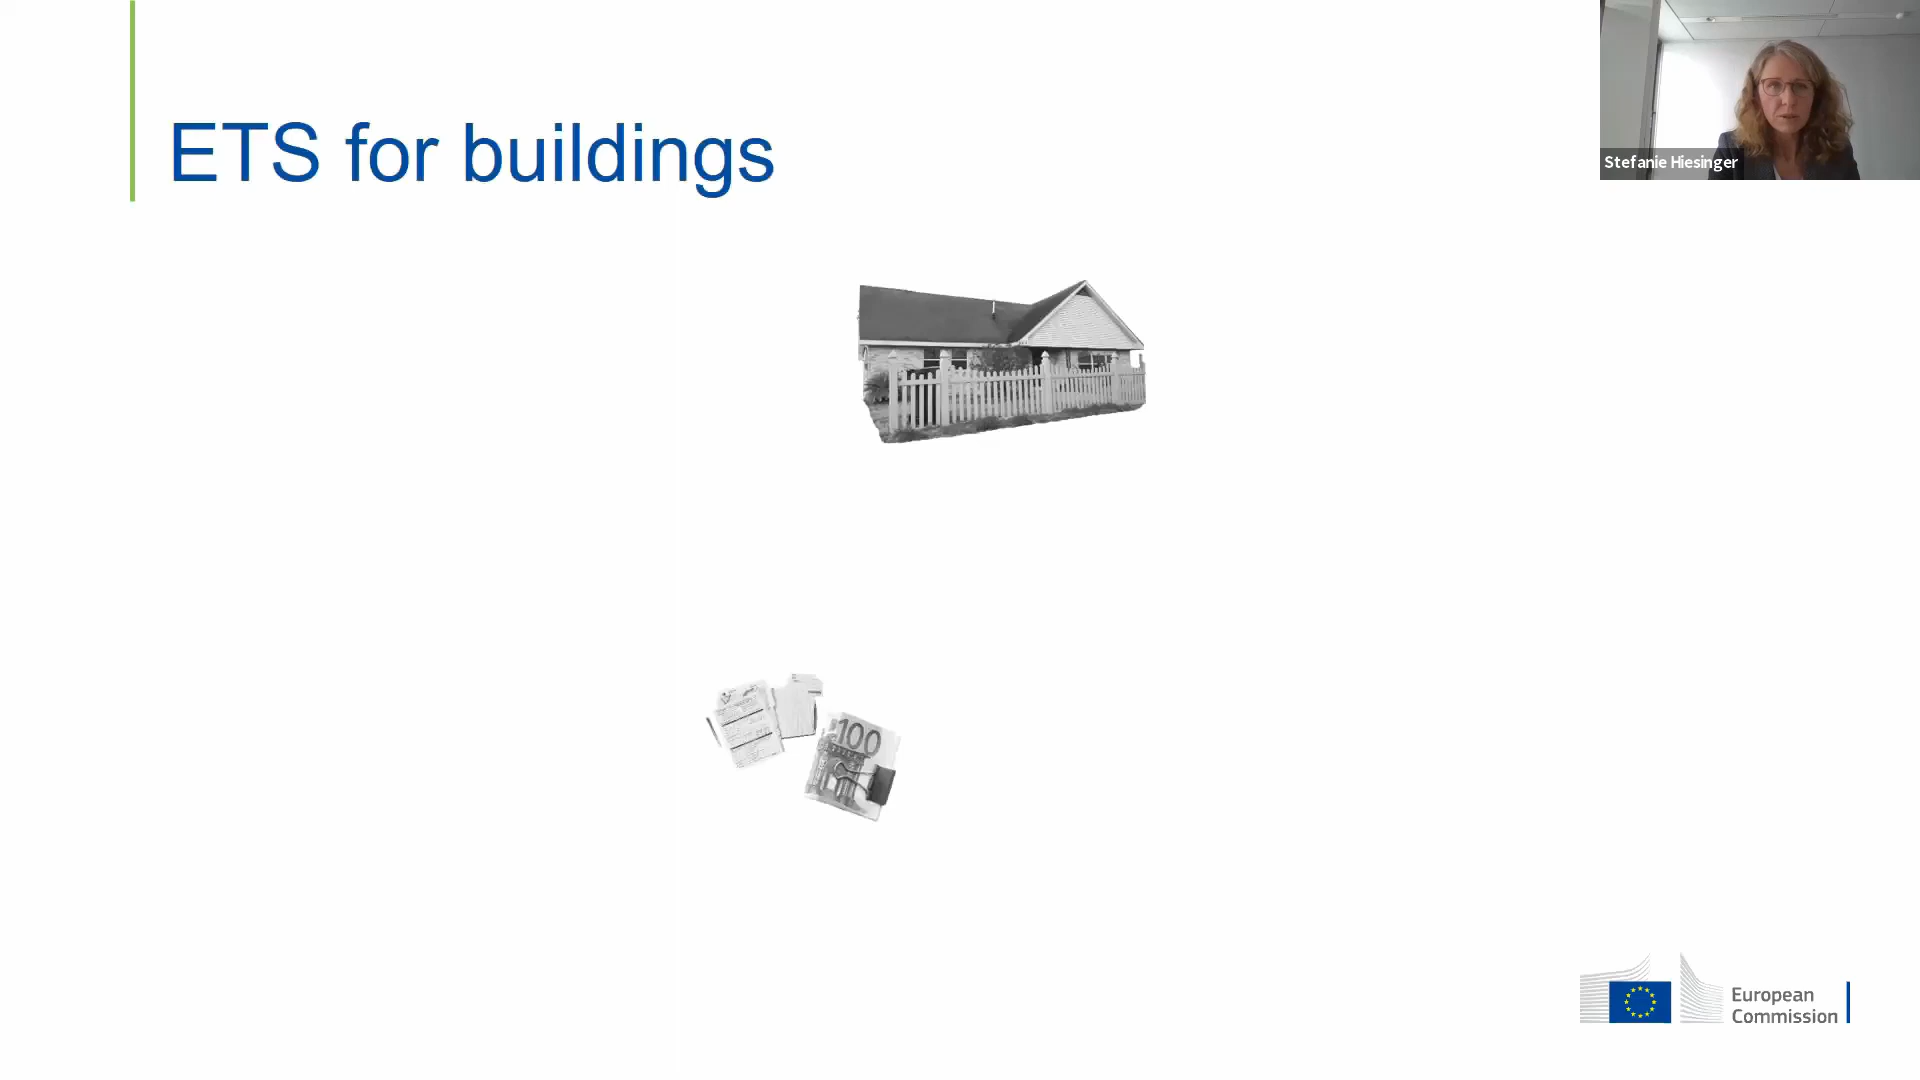 ETS for buildings
Stefanie Hiesinger
100
European
Commission